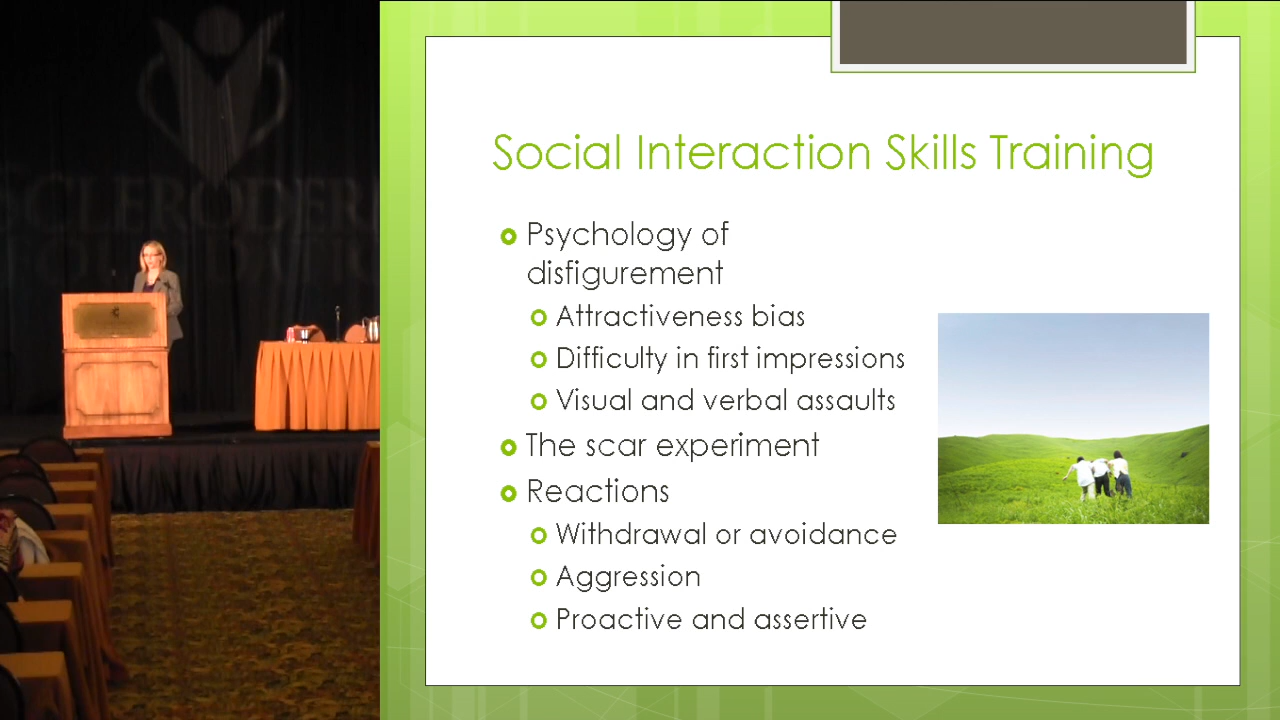 SCLERODER
Social Interaction Skills Training
Psychology of
disfigurement
Attractiveness bias
Difficulty in first impressions
Visual and verbal assaults
The scar experiment
Reactions
Withdrawal or avoidance
Aggression
Proactive and assertive